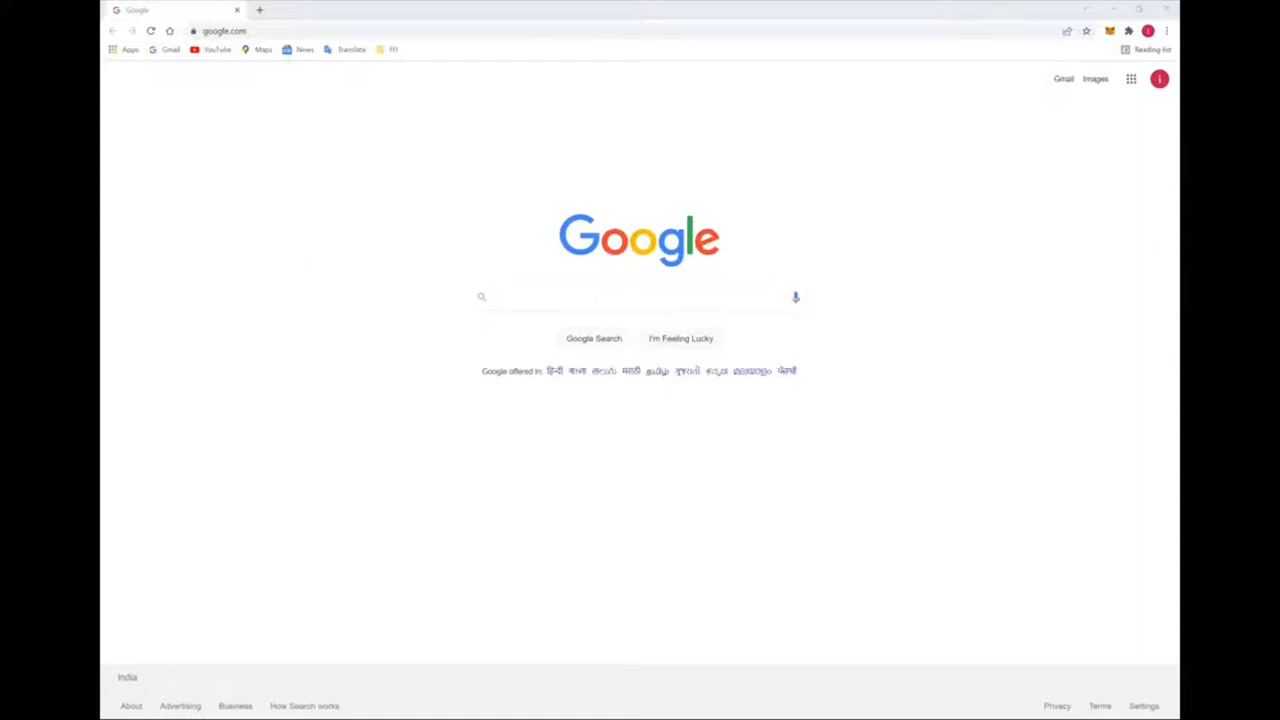 Google
google.com
Apps Gmail YouTube Maps News Translate
Reading list
Gmail Images
Google
Google Search I'm Feeling Lucky
Google offered in: हिन्दी বাংলা తెలుగు मराठी தமிழ் ગુજરાતી ಕನ್ನಡ മലയാളം ਪੰਜਾਬੀ
India
About Advertising Business How Search works
Privacy Terms Settings